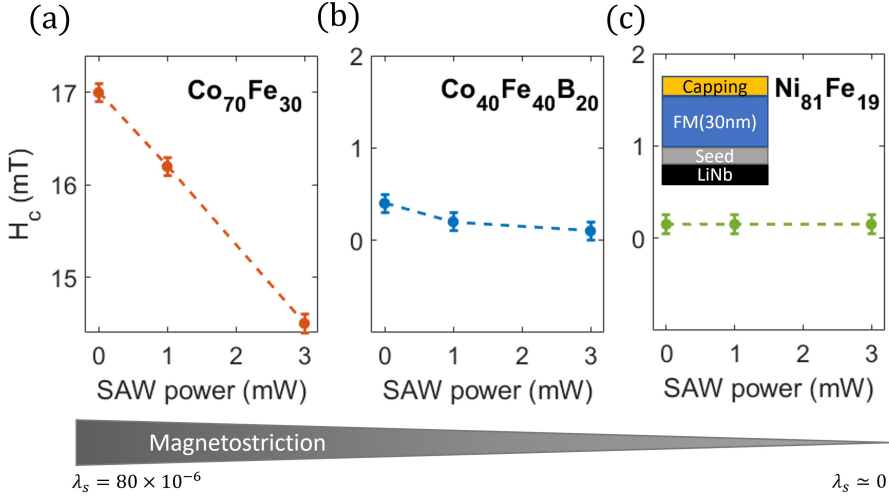 (a)
(b)
(c)
Co70Fe30
Co40Fe40B20
Ni81Fe19
Capping
FM(30nm)
Seed
LiNb
Hc (mT)
17
16
15
2
1
0
2
1
0
0 1 2 3
0 1 2 3
0 1 2 3
SAW power (mW)
SAW power (mW)
SAW power (mW)
Magnetostriction
λs = 80 × 10−6
λs ≃ 0